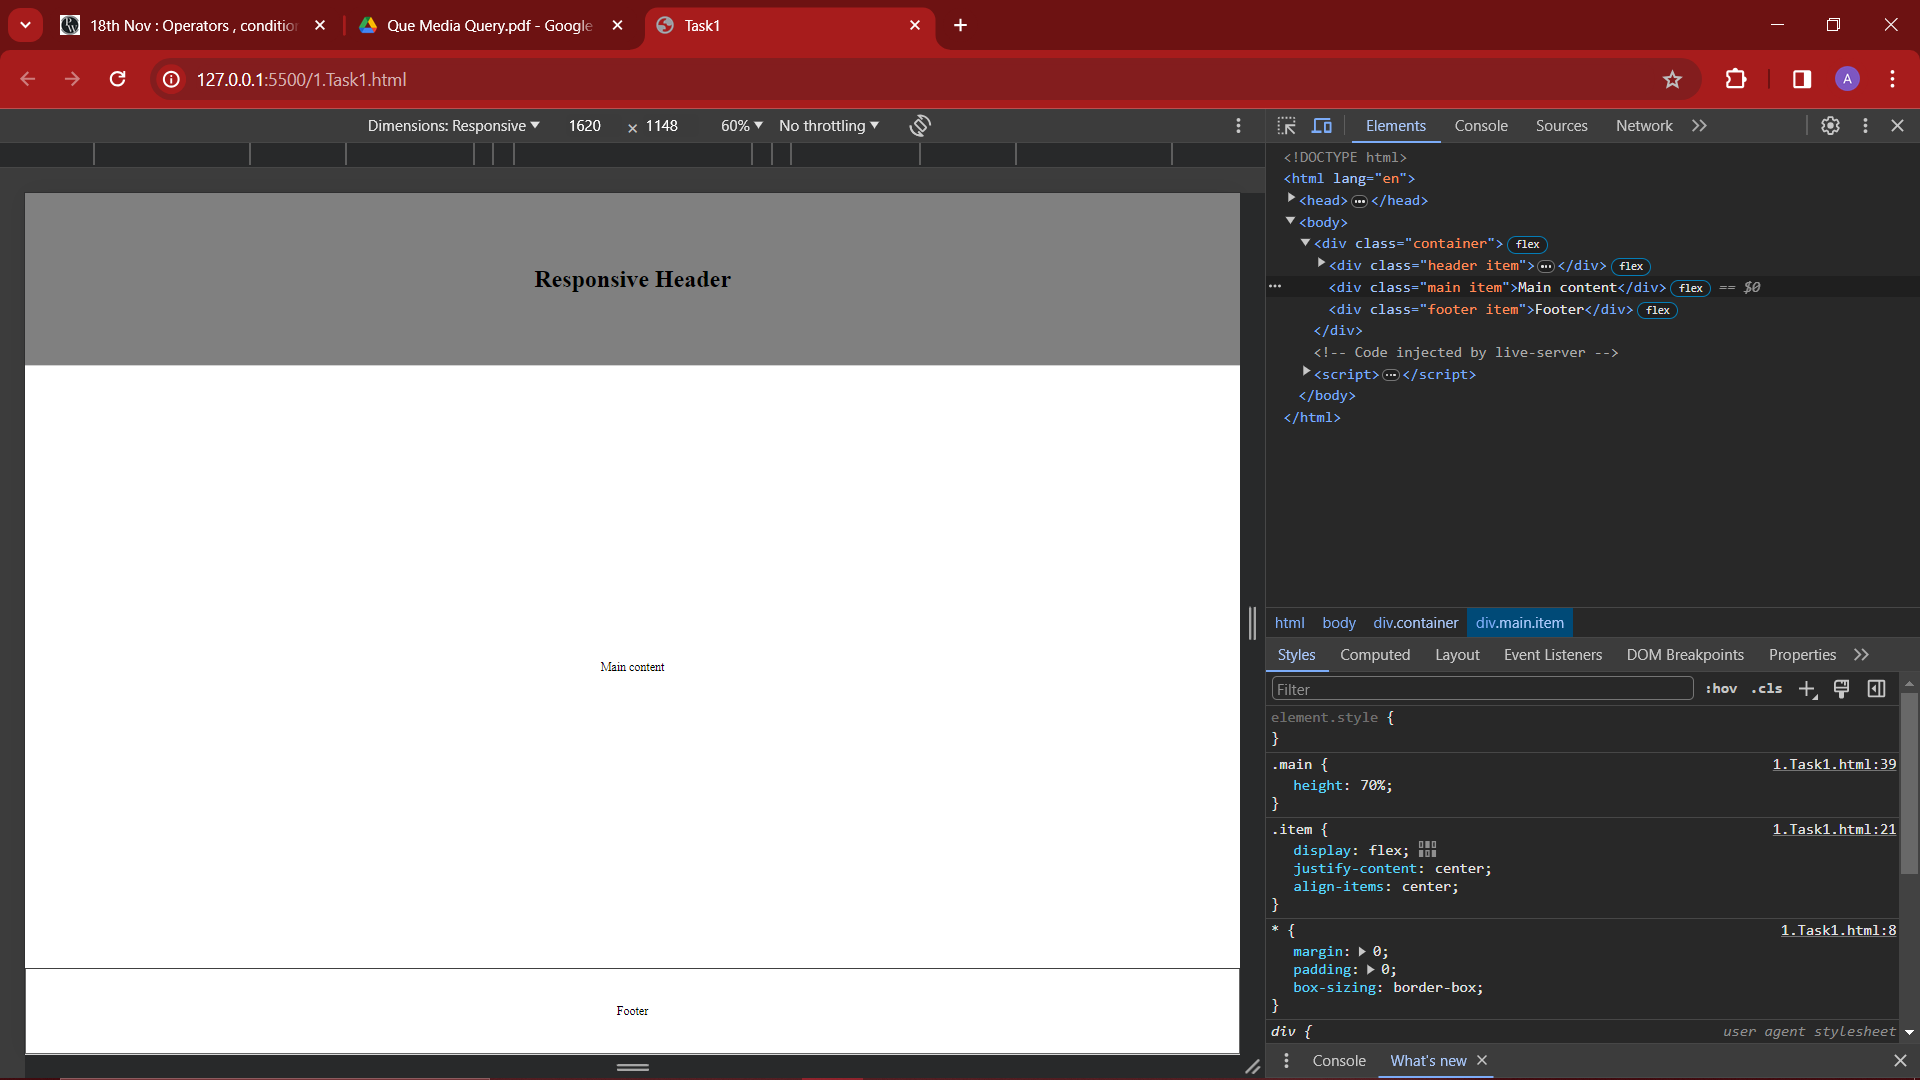 18th Nov : Operators , conditio
Que Media Query.pdf - Google
Task1
127.0.0.1:5500/1.Task1.html
A
Dimensions: Responsive
1620
×
1148
60%
No throttling
Elements
Console
Sources
Network
<!DOCTYPE html>
<html lang="en">
<head> ... </head>
<body>
<div class="container"> flex
<div class="header item"> ... </div> flex
<div class="main item">Main content</div> flex == $0
<div class="footer item">Footer</div> flex
</div>
<!-- Code injected by live-server -->
<script> ... </script>
</body>
</html>
Responsive Header
Main content
Footer
html
body
div.container
div.main.item
Styles
Computed
Layout
Event Listeners
DOM Breakpoints
Properties
Filter
:hov
.cls
element.style {
}
.main {
1.Task1.html:39
height: 70%;
}
.item {
1.Task1.html:21
display: flex;
justify-content: center;
align-items: center;
}
* {
1.Task1.html:8
margin: 0;
padding: 0;
box-sizing: border-box;
}
div {
user agent stylesheet
Console
What's new